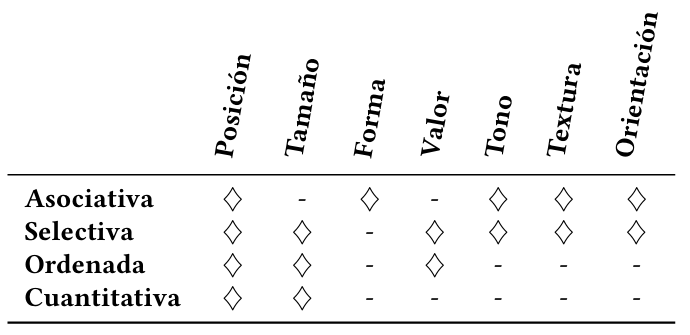 Posición Tamaño Forma Valor Tono Textura Orientación
Asociativa ♢ - ♢ - ♢ ♢ ♢
Selectiva ♢ ♢ - ♢ ♢ ♢ ♢
Ordenada ♢ ♢ - ♢ - - -
Cuantitativa ♢ ♢ - - - - -